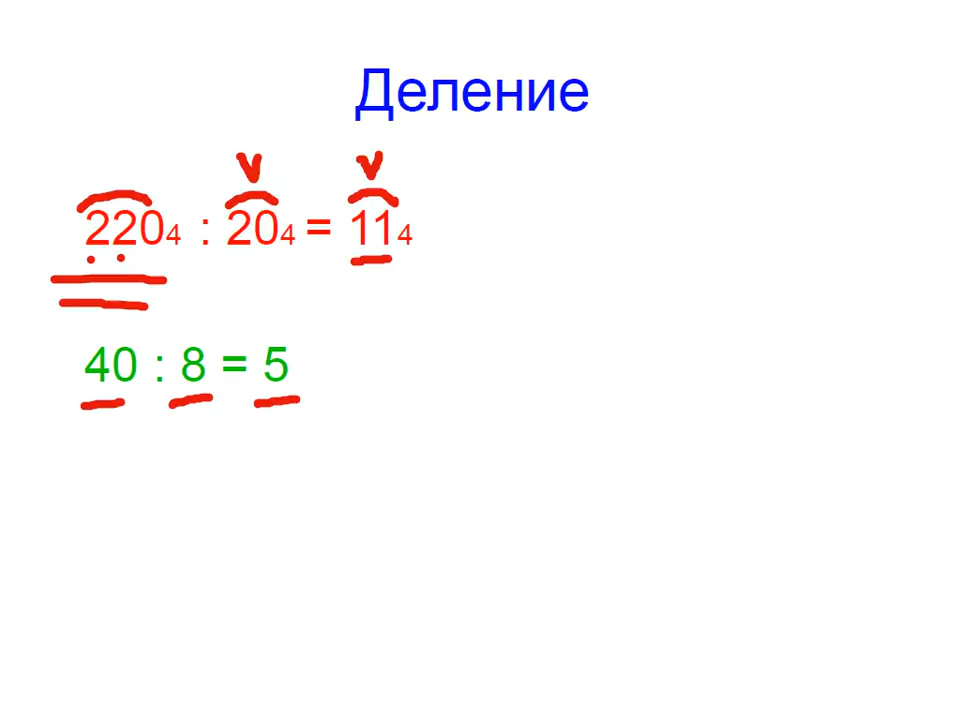 Деление
220₄ : 20₄ = 11₄
40 : 8 = 5